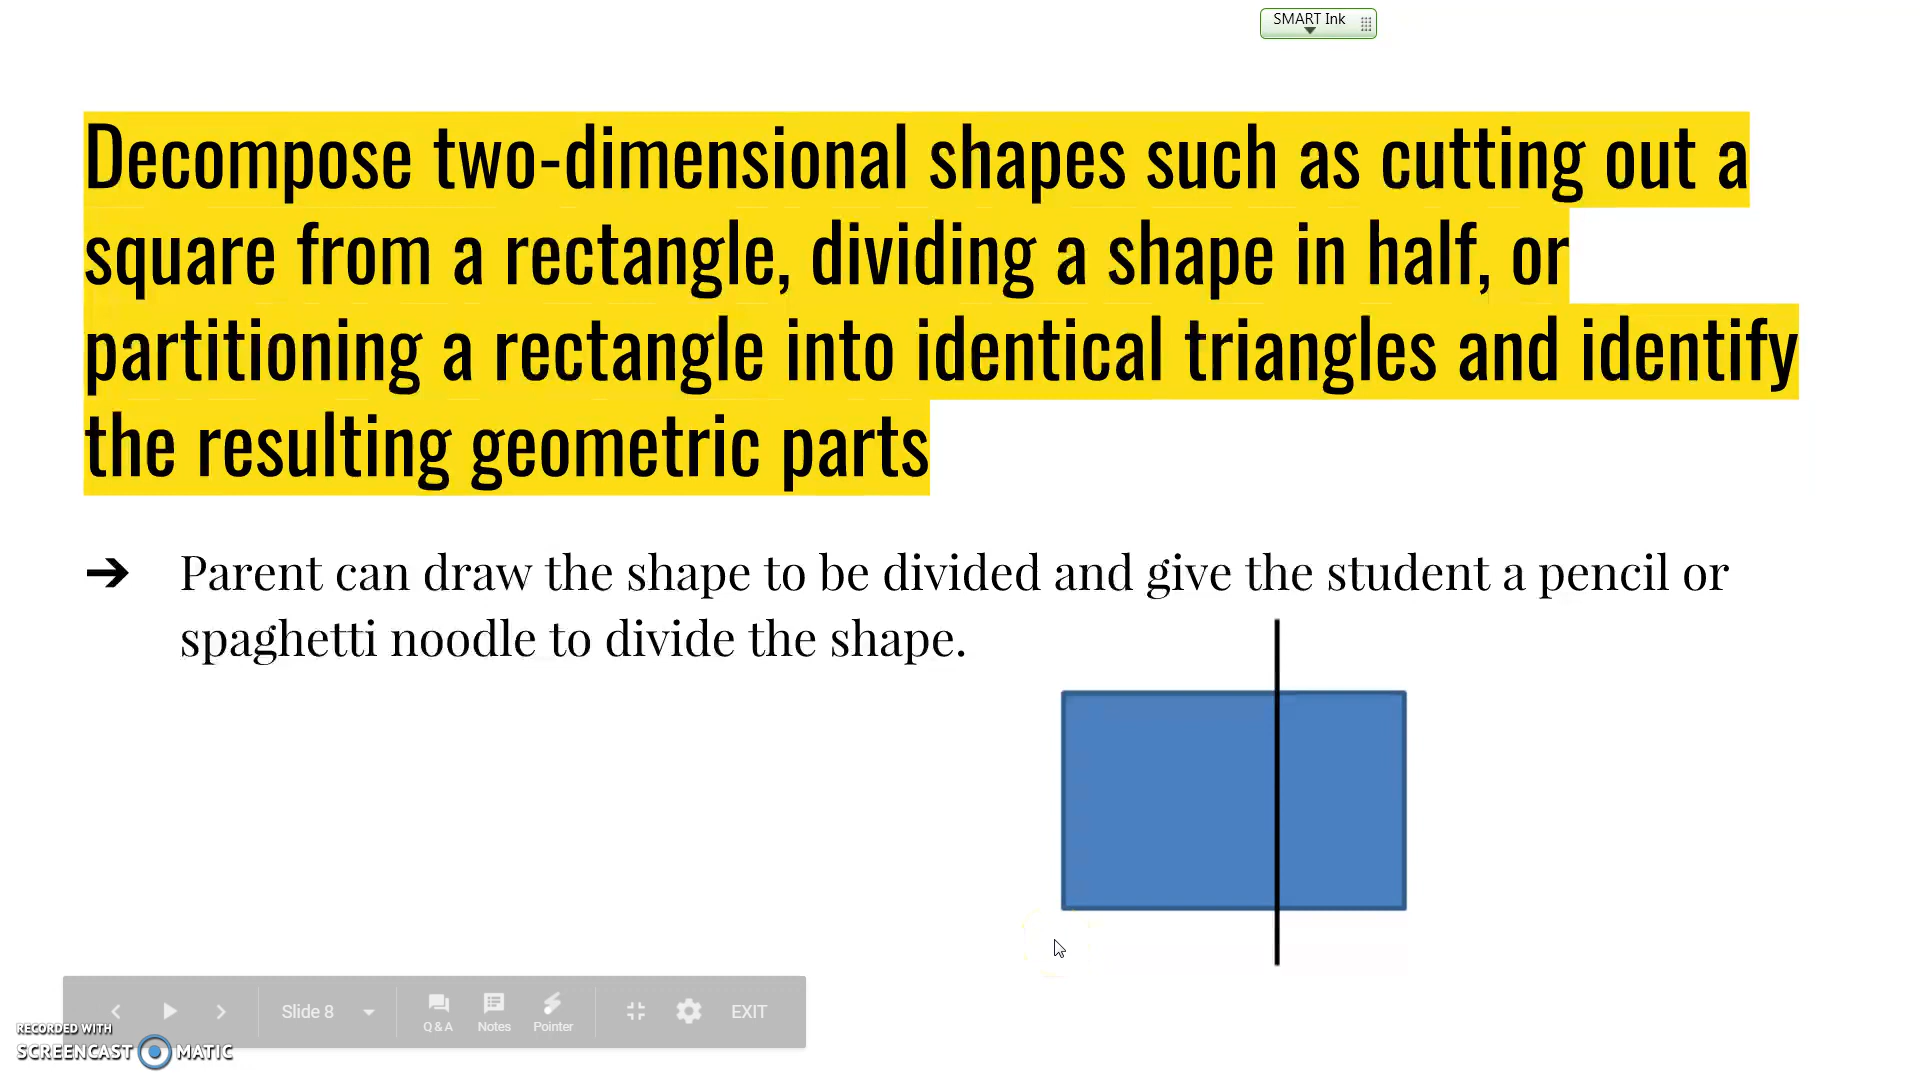 SMART Ink
Decompose two-dimensional shapes such as cutting out a
square from a rectangle, dividing a shape in half, or
partitioning a rectangle into identical triangles and identify
the resulting geometric parts
➔ Parent can draw the shape to be divided and give the student a pencil or
spaghetti noodle to divide the shape.
Slide 8
Q & A
Notes
Pointer
EXIT
RECORDED WITH
SCREENCAST MATIC